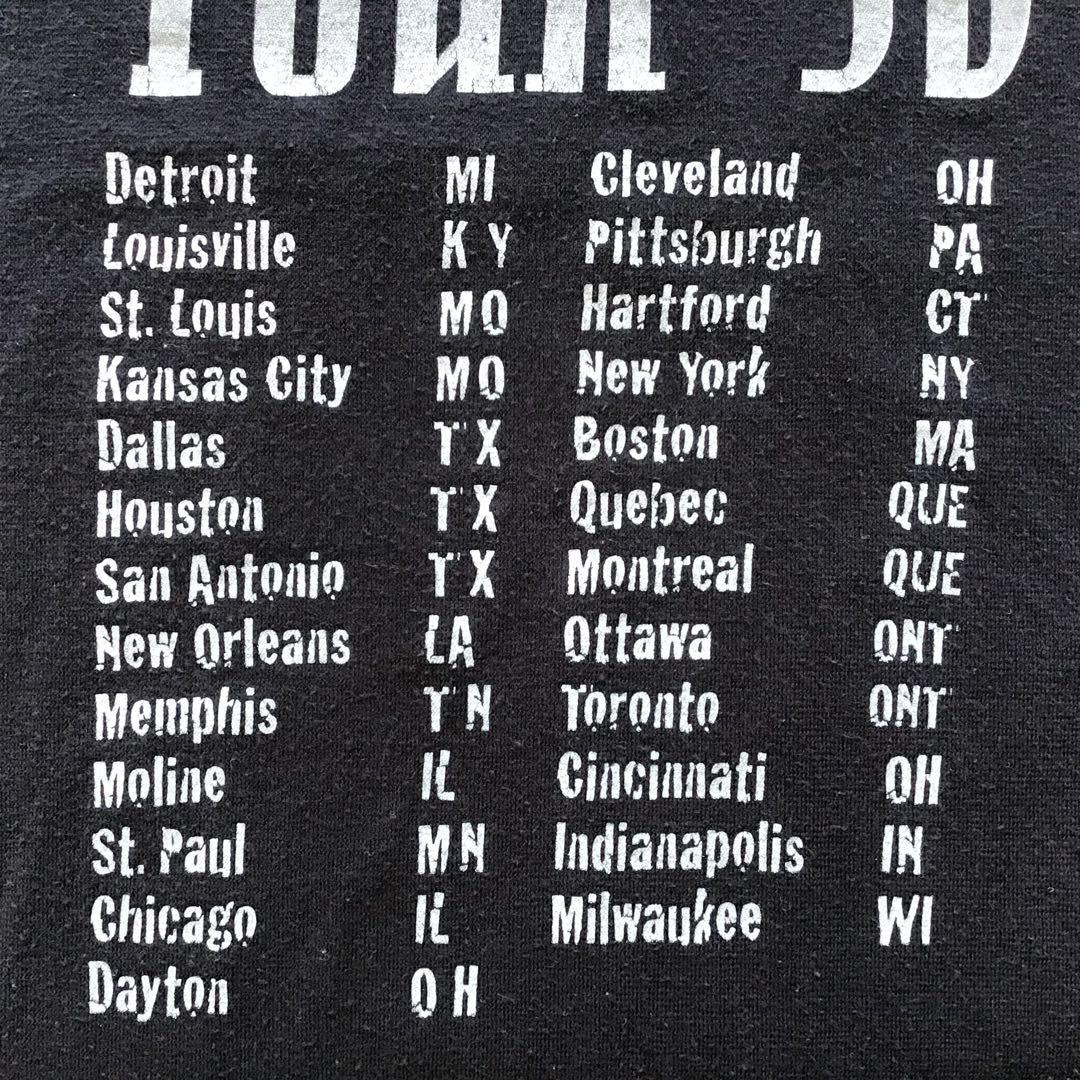 Tour 96
Detroit MI
Louisville KY
St. Louis MO
Kansas City MO
Dallas TX
Houston TX
San Antonio TX
New Orleans LA
Memphis TN
Moline IL
St. Paul MN
Chicago IL
Dayton OH
Cleveland OH
Pittsburgh PA
Hartford CT
New York NY
Boston MA
Quebec QUE
Montreal QUE
Ottawa ONT
Toronto ONT
Cincinnati OH
Indianapolis IN
Milwaukee WI